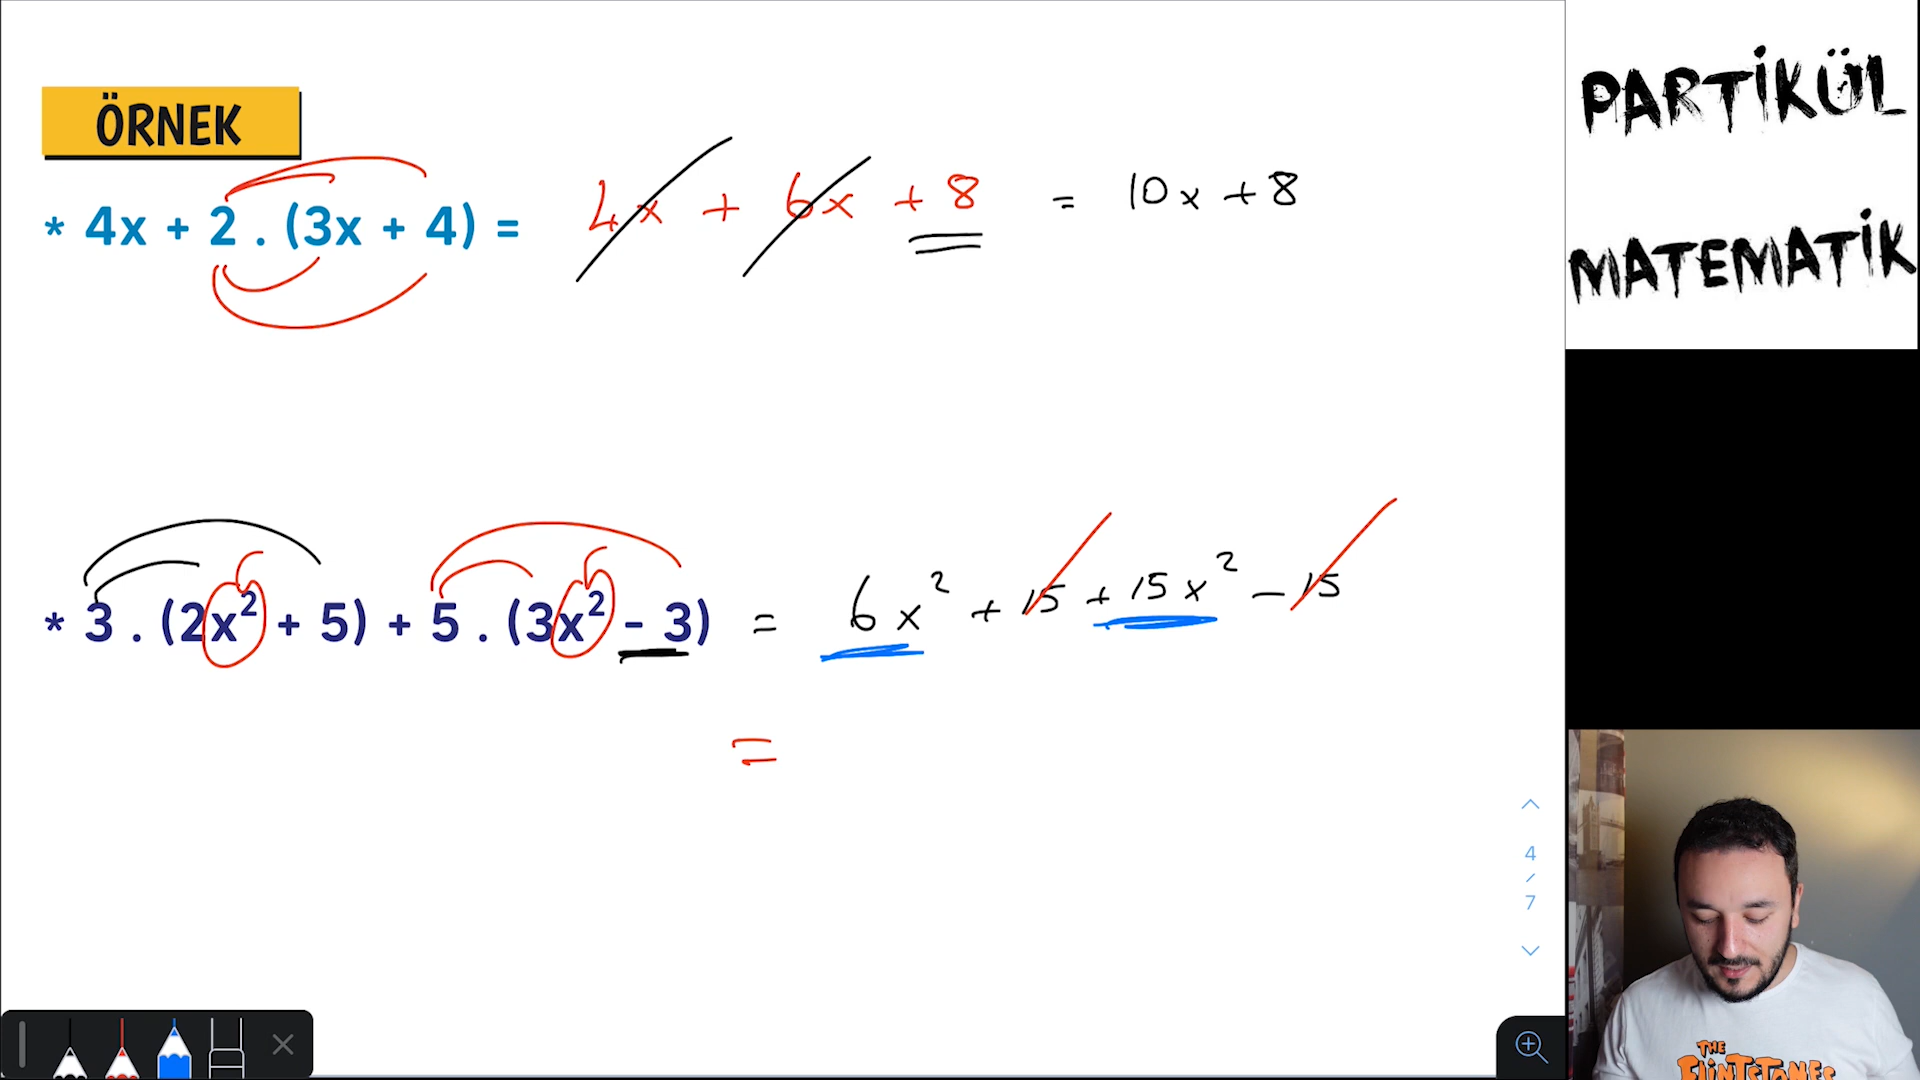 ÖRNEK
* 4x + 2 . (3x + 4) = 4x + 6x + 8 = 10x + 8
* 3 . (2x² + 5) + 5 . (3x² - 3) = 6x² + 15 + 15x² - 15
=
PARTİKÜL
MATEMATİK
4
/
7
THE
FLINTSTONES